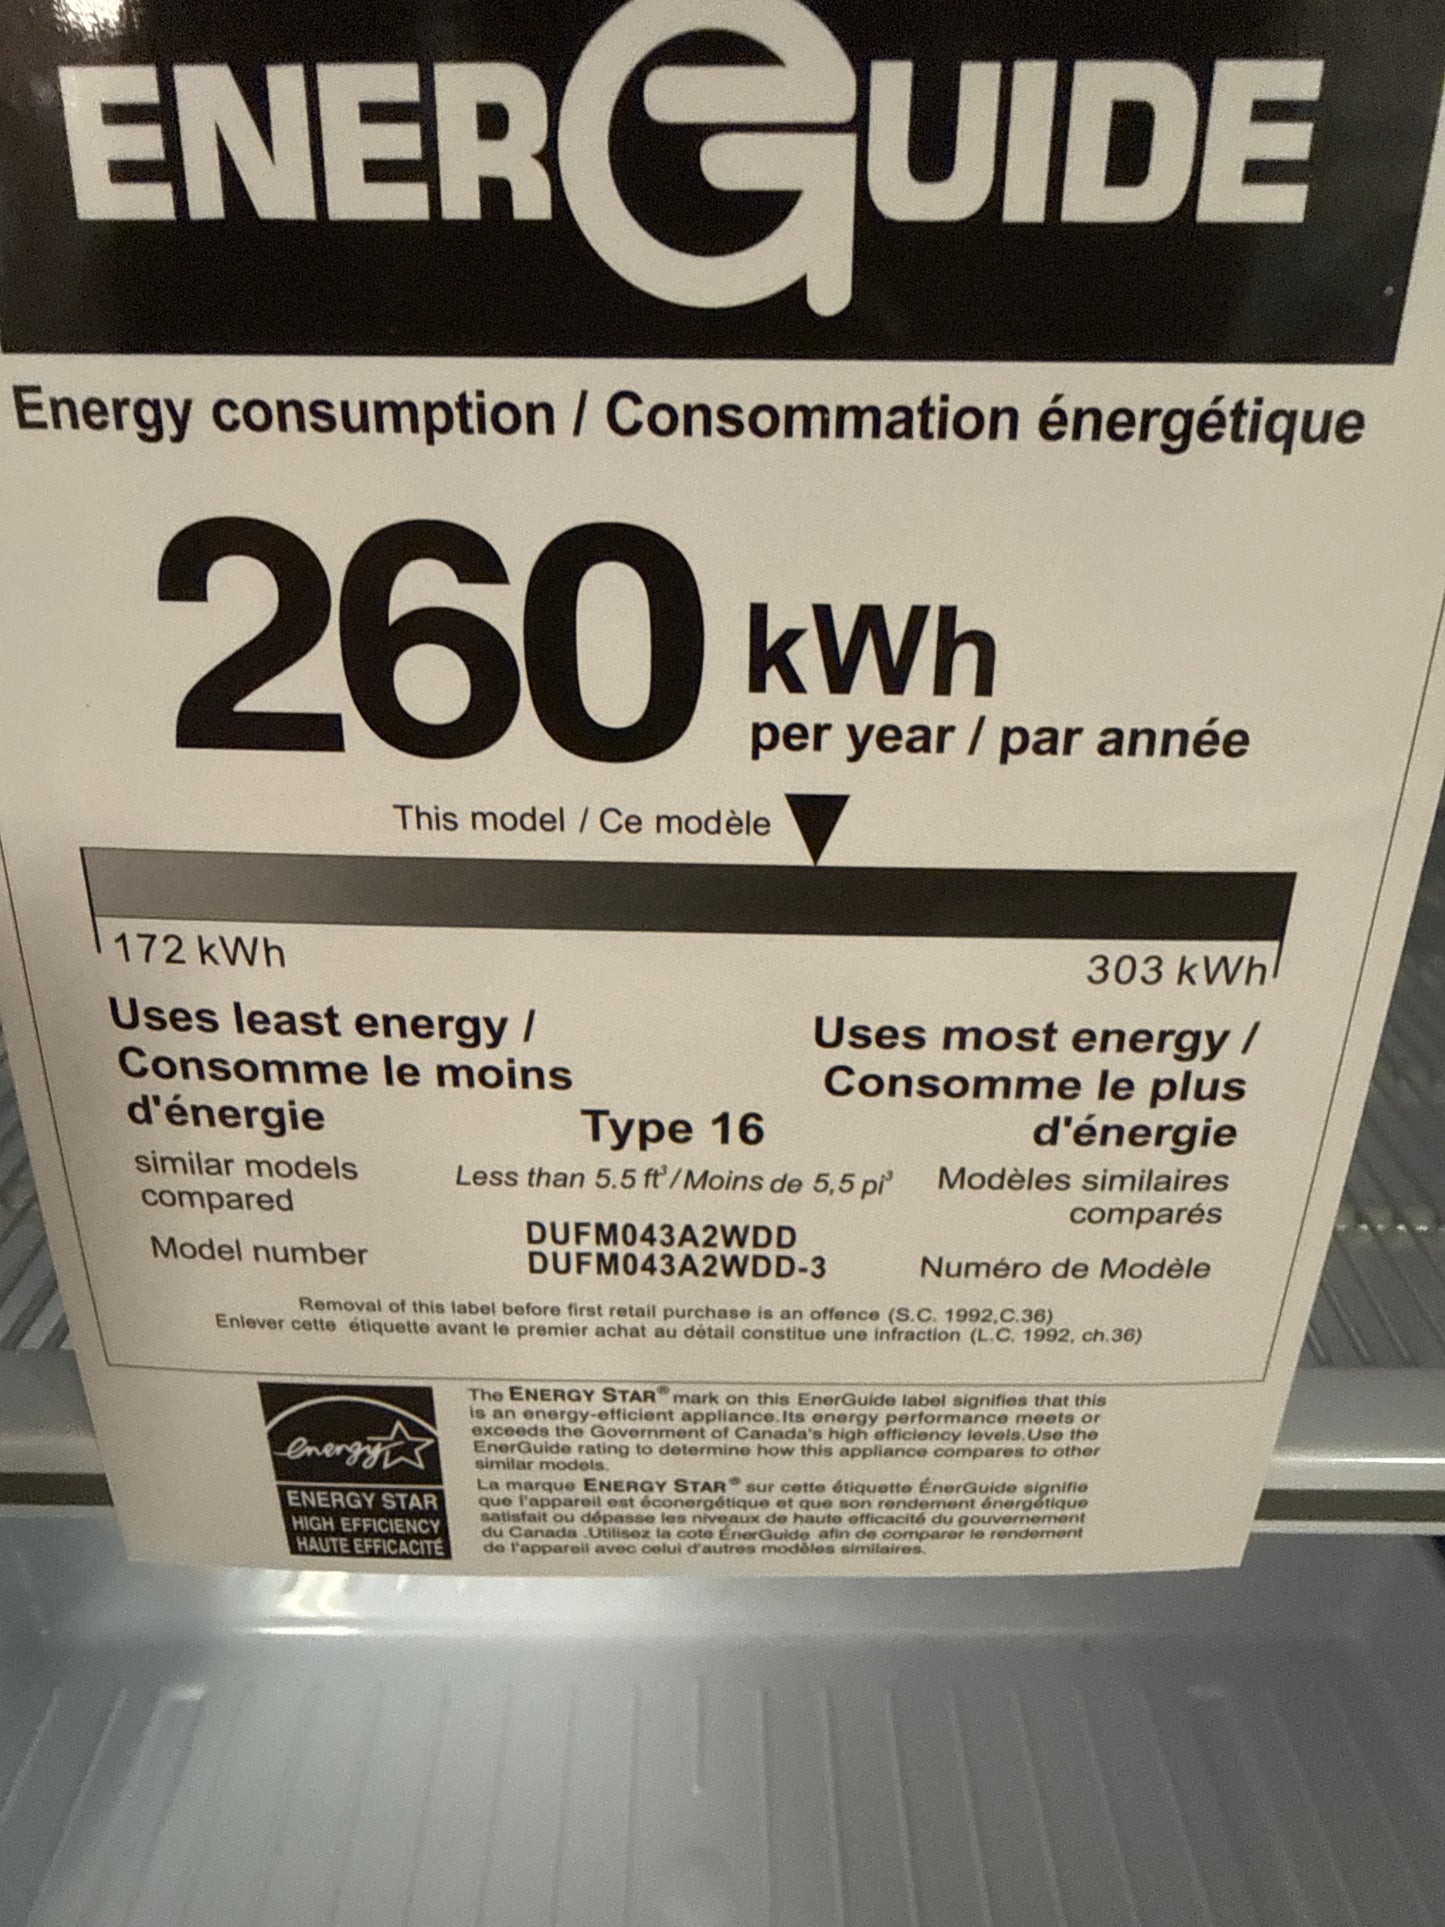 ENERGUIDE
Energy consumption / Consommation énergétique
260 kWh
per year / par année
This model / Ce modèle
172 kWh
303 kWh
Uses least energy /
Consomme le moins
d'énergie
Uses most energy /
Consomme le plus
d'énergie
similar models
compared
Type 16
Less than 5.5 ft³/Moins de 5,5 pi³
Modèles similaires
comparés
Model number
DUFM043A2WDD
DUFM043A2WDD-3
Numéro de Modèle
Removal of this label before first retail purchase is an offence (S.C. 1992,C.36)
Enlever cette étiquette avant le premier achat au détail constitue une infraction (L.C. 1992, ch.36)
energy
ENERGY STAR
HIGH EFFICIENCY
HAUTE EFFICACITÉ
The ENERGY STAR® mark on this EnerGuide label signifies that this
is an energy-efficient appliance.Its energy performance meets or
exceeds the Government of Canada's high efficiency levels.Use the
EnerGuide rating to determine how this appliance compares to other
similar models.
La marque ENERGY STAR® sur cette étiquette ÉnerGuide signifie
que l'appareil est éconergétique et que son rendement énergétique
satisfait ou dépasse les niveaux de haute efficacité du gouvernement
du Canada .Utilisez la cote ÉnerGuide afin de comparer le rendement
de l'appareil avec celui d'autres modèles similaires.